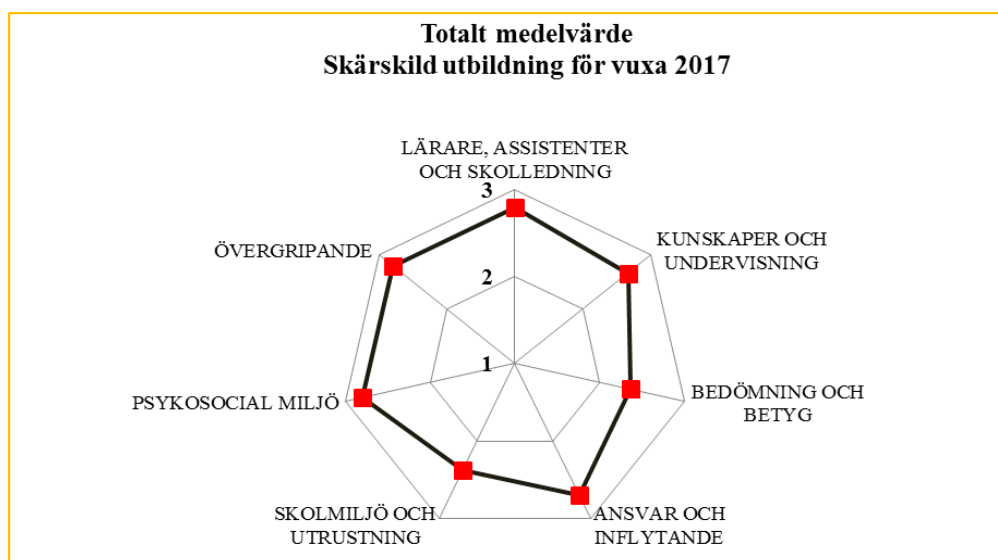 Totalt medelvärde
Skärskild utbildning för vuxa 2017
LÄRARE, ASSISTENTER
OCH SKOLLEDNING
3
KUNSKAPER OCH
UNDERVISNING
ÖVERGRIPANDE
2
1
BEDÖMNING OCH
BETYG
PSYKOSOCIAL MILJÖ
SKOLMILJÖ OCH
UTRUSTNING
ANSVAR OCH
INFLYTANDE